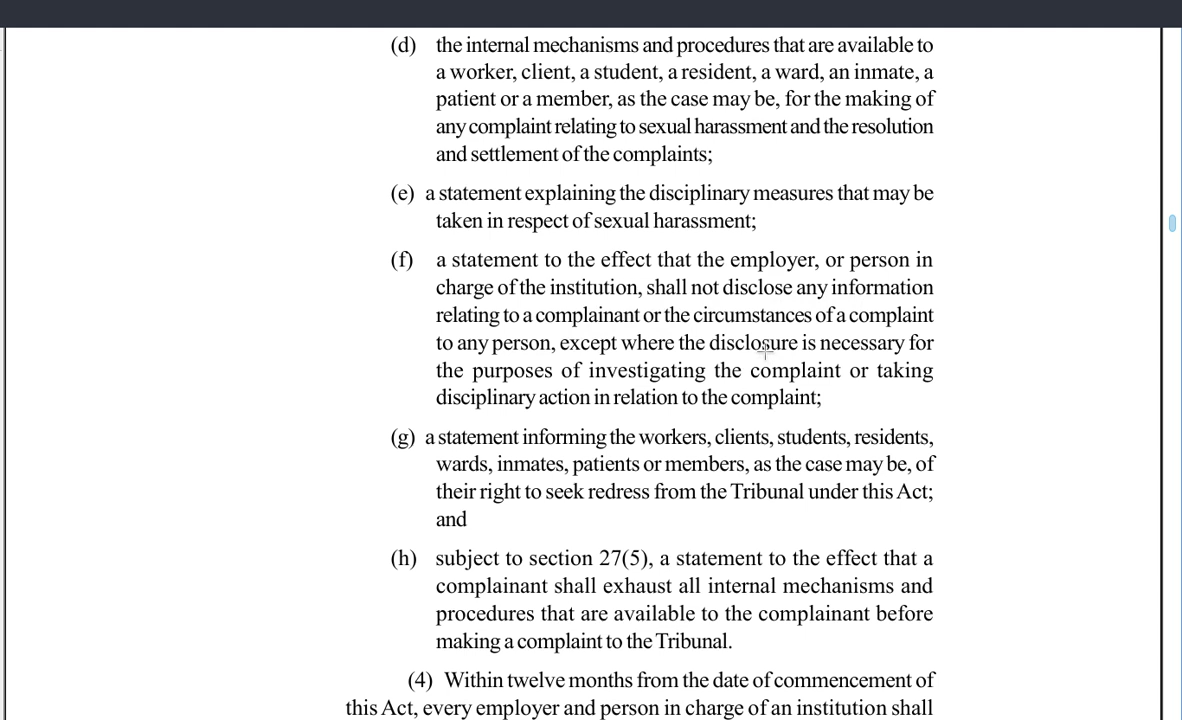 (d) the internal mechanisms and procedures that are available to
a worker, client, a student, a resident, a ward, an inmate, a
patient or a member, as the case may be, for the making of
any complaint relating to sexual harassment and the resolution
and settlement of the complaints;
(e) a statement explaining the disciplinary measures that may be
taken in respect of sexual harassment;
(f) a statement to the effect that the employer, or person in
charge of the institution, shall not disclose any information
relating to a complainant or the circumstances of a complaint
to any person, except where the disclosure is necessary for
the purposes of investigating the complaint or taking
disciplinary action in relation to the complaint;
(g) a statement informing the workers, clients, students, residents,
wards, inmates, patients or members, as the case may be, of
their right to seek redress from the Tribunal under this Act;
and
(h) subject to section 27(5), a statement to the effect that a
complainant shall exhaust all internal mechanisms and
procedures that are available to the complainant before
making a complaint to the Tribunal.
(4) Within twelve months from the date of commencement of
this Act, every employer and person in charge of an institution shall